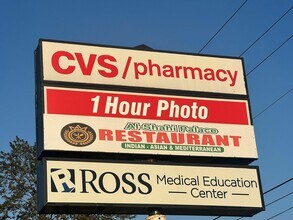 CVS/pharmacy
1 Hour Photo
RESTAURANT
INDIAN - ASIAN & MEDITERRANEAN
R ROSS Medical Education
Center